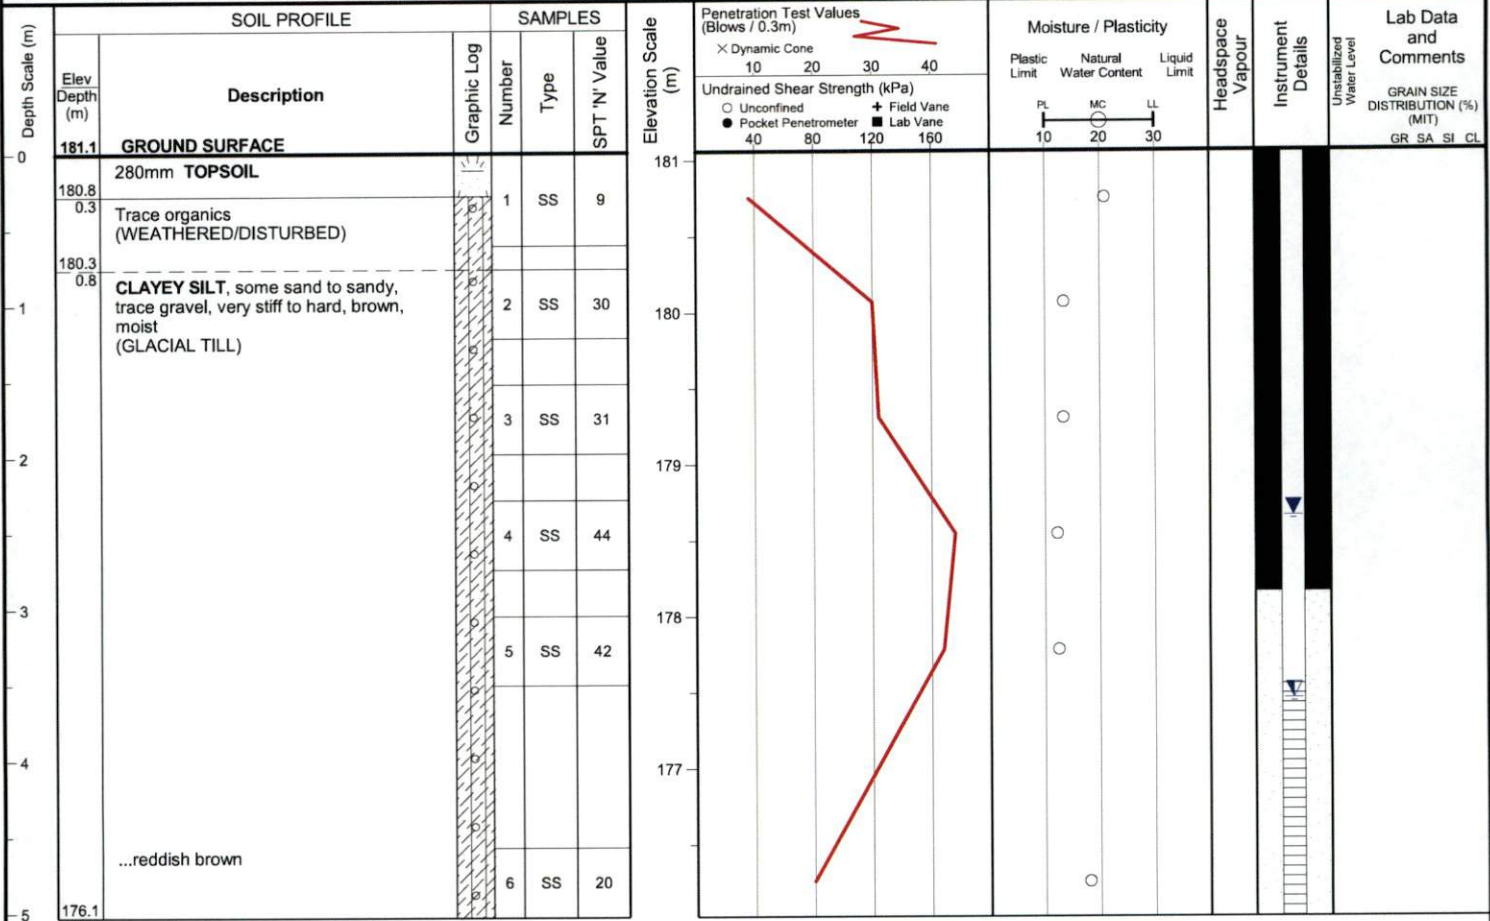 Depth Scale (m)
SOIL PROFILE
Elev
Depth
(m)
Description
Graphic Log
SAMPLES
Number
Type
SPT 'N' Value
Elevation Scale
(m)
Penetration Test Values
(Blows / 0.3m)
× Dynamic Cone
10 20 30 40
Undrained Shear Strength (kPa)
Unconfined + Field Vane
Pocket Penetrometer Lab Vane
40 80 120 160
Moisture / Plasticity
Plastic Natural Liquid
Limit Water Content Limit
PL MC LL
10 20 30
Headspace
Vapour
Instrument
Details
Unstabilized
Water Level
Lab Data
and
Comments
GRAIN SIZE
DISTRIBUTION (%)
(MIT)
GR SA SI CL
181.1 GROUND SURFACE
0
280mm TOPSOIL
181
180.8
0.3
1 SS 9
Trace organics
(WEATHERED/DISTURBED)
180.3
0.8
CLAYEY SILT, some sand to sandy,
trace gravel, very stiff to hard, brown,
moist
(GLACIAL TILL)
1
2 SS 30
180
3 SS 31
2
179
4 SS 44
3
178
5 SS 42
4
177
...reddish brown
6 SS 20
176.1
5